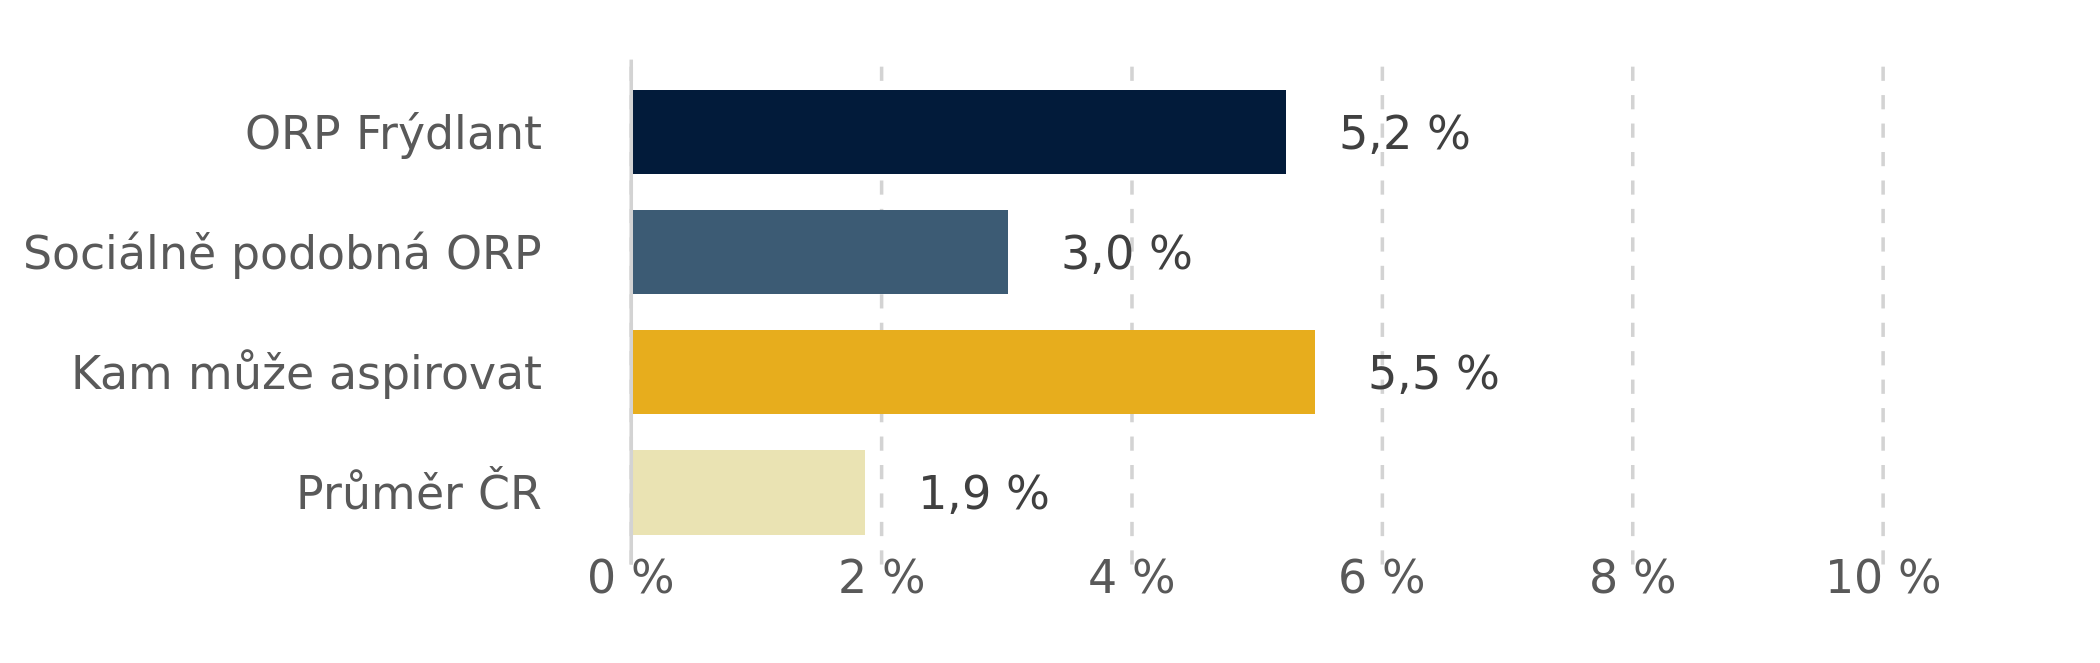 ORP Frýdlant 5,2 %
Sociálně podobná ORP 3,0 %
Kam může aspirovat 5,5 %
Průměr ČR 1,9 %
0 % 2 % 4 % 6 % 8 % 10 %